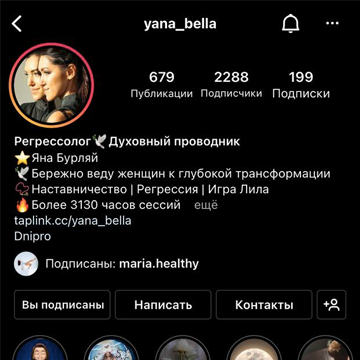 yana_bella
679 2288 199
Публикации Подписчики Подписки
Регрессолог🕊Духовный проводник
⭐Яна Бурляй
🕊Бережно веду женщин к глубокой трансформации
📿Наставничество | Регрессия | Игра Лила
🔥Более 3130 часов сессий ещё
taplink.cc/yana_bella
Dnipro
Подписаны: maria.healthy
Вы подписаны Написать Контакты